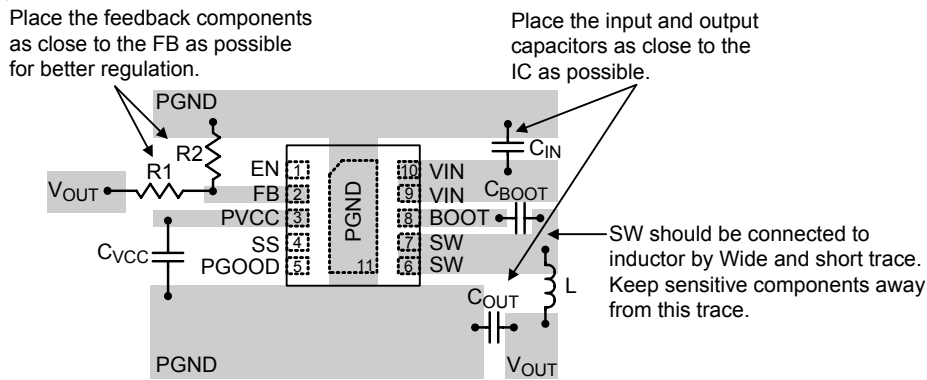 Place the feedback components
as close to the FB as possible
for better regulation.
Place the input and output
capacitors as close to the
IC as possible.
PGND
R2
R1
VOUT
CIN
EN 1
FB 2
PVCC 3
SS 4
PGOOD 5
PGND
11
10 VIN
9 VIN
8 BOOT
7 SW
6 SW
CBOOT
CVCC
SW should be connected to
inductor by Wide and short trace.
Keep sensitive components away
from this trace.
L
COUT
PGND
VOUT